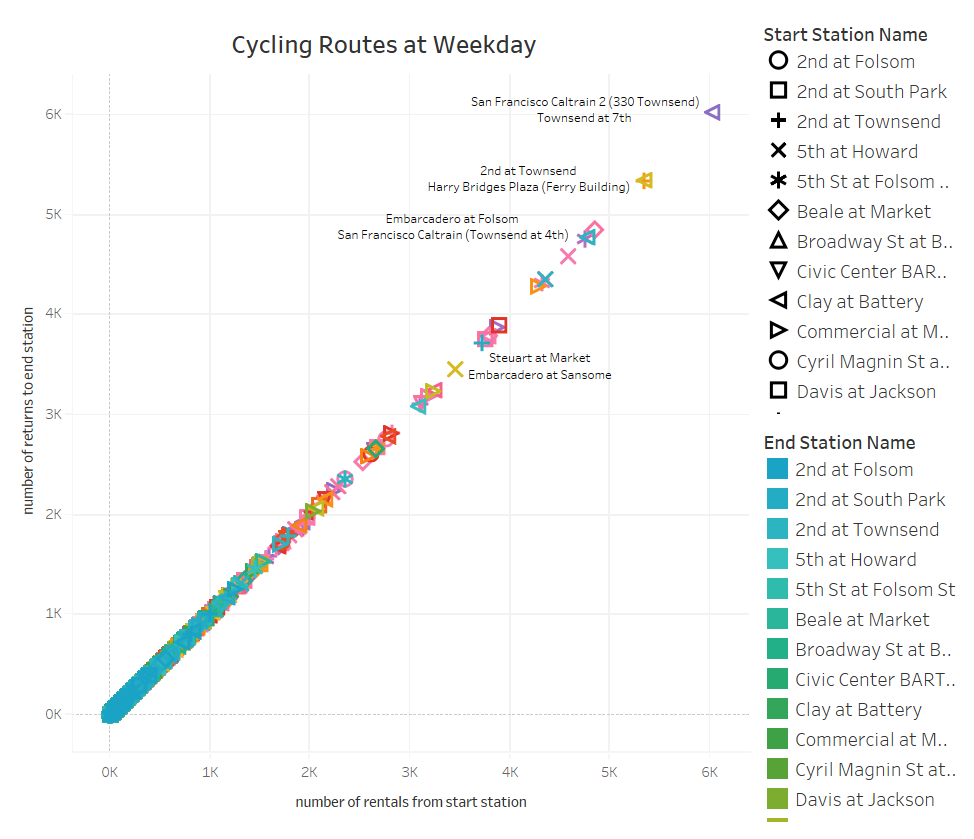 Cycling Routes at Weekday
San Francisco Caltrain 2 (330 Townsend)
Townsend at 7th
2nd at Townsend
Harry Bridges Plaza (Ferry Building)
Embarcadero at Folsom
San Francisco Caltrain (Townsend at 4th)
Steuart at Market
Embarcadero at Sansome
number of returns to end station
6K
5K
4K
3K
2K
1K
0K
0K
1K
2K
3K
4K
5K
6K
number of rentals from start station
Start Station Name
2nd at Folsom
2nd at South Park
2nd at Townsend
5th at Howard
5th St at Folsom ..
Beale at Market
Broadway St at B..
Civic Center BAR..
Clay at Battery
Commercial at M..
Cyril Magnin St a..
Davis at Jackson
End Station Name
2nd at Folsom
2nd at South Park
2nd at Townsend
5th at Howard
5th St at Folsom St
Beale at Market
Broadway St at B..
Civic Center BART..
Clay at Battery
Commercial at M..
Cyril Magnin St at..
Davis at Jackson